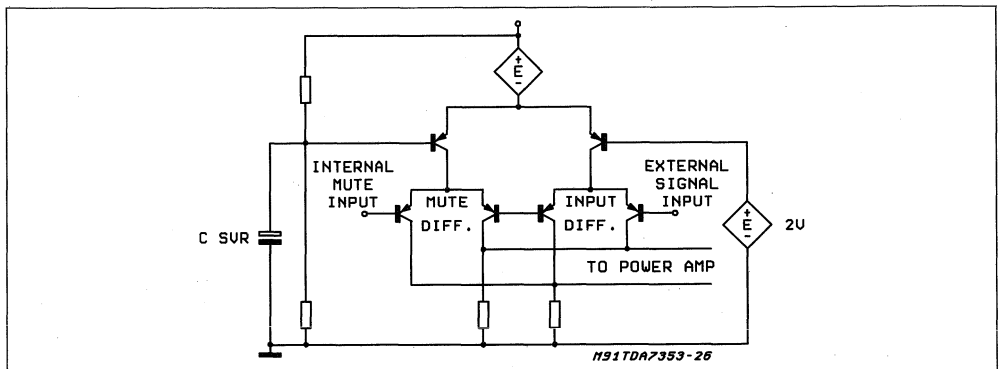 +
E
-
INTERNAL
MUTE
INPUT
EXTERNAL
SIGNAL
INPUT
MUTE
DIFF.
INPUT
DIFF.
+
E
-
2V
C SVR
TO POWER AMP
M91TDA7353-26